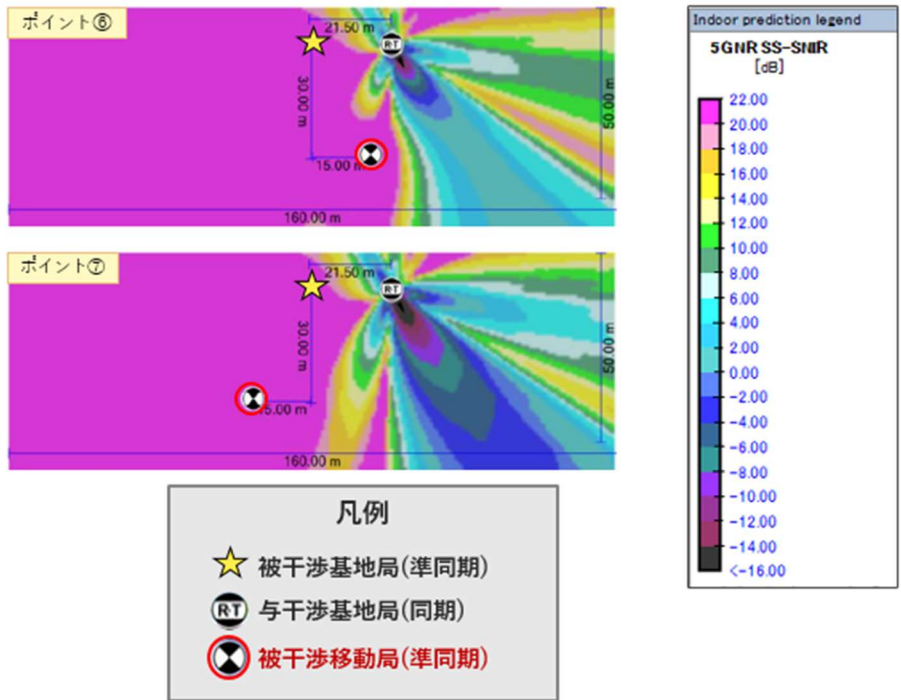 ポイント⑥
RT
21.50 m
30.00 m
50.00 m
15.00 m
160.00 m
ポイント⑦
21.50 m
RT
30.00 m
50.00 m
5.00 m
160.00 m
Indoor prediction legend
5GNR SS-SNIR
[dB]
22.00
20.00
18.00
16.00
14.00
12.00
10.00
8.00
6.00
4.00
2.00
0.00
-2.00
-4.00
-6.00
-8.00
-10.00
-12.00
-14.00
<-16.00
凡例
被干渉基地局(準同期)
RT 与干渉基地局(同期)
被干渉移動局(準同期)